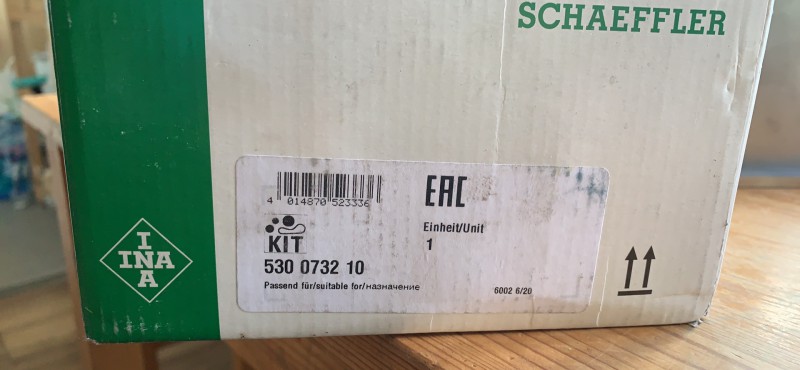 SCHAEFFLER
4 014870 523336
EAC
KIT
Einheit/Unit
1
530 0732 10
Passend für/suitable for/назначение
6002 6/20
I
INA
A